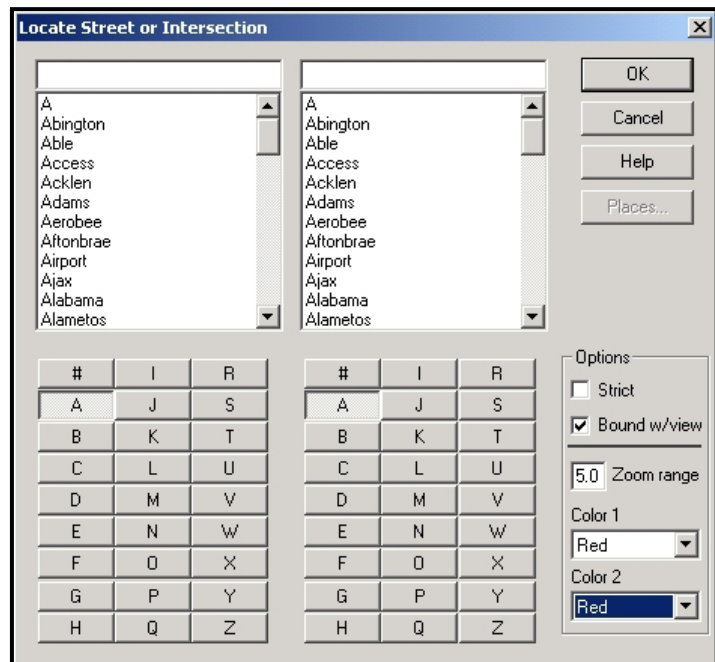 Locate Street or Intersection
A
Abington
Able
Access
Acklen
Adams
Aerobee
Aftonbrae
Airport
Ajax
Alabama
Alametos
A
Abington
Able
Access
Acklen
Adams
Aerobee
Aftonbrae
Airport
Ajax
Alabama
Alametos
OK
Cancel
Help
Places...
# I R
A J S
B K T
C L U
D M V
E N W
F O X
G P Y
H Q Z
# I R
A J S
B K T
C L U
D M V
E N W
F O X
G P Y
H Q Z
Options
Strict
Bound w/view
5.0 Zoom range
Color 1
Red
Color 2
Red